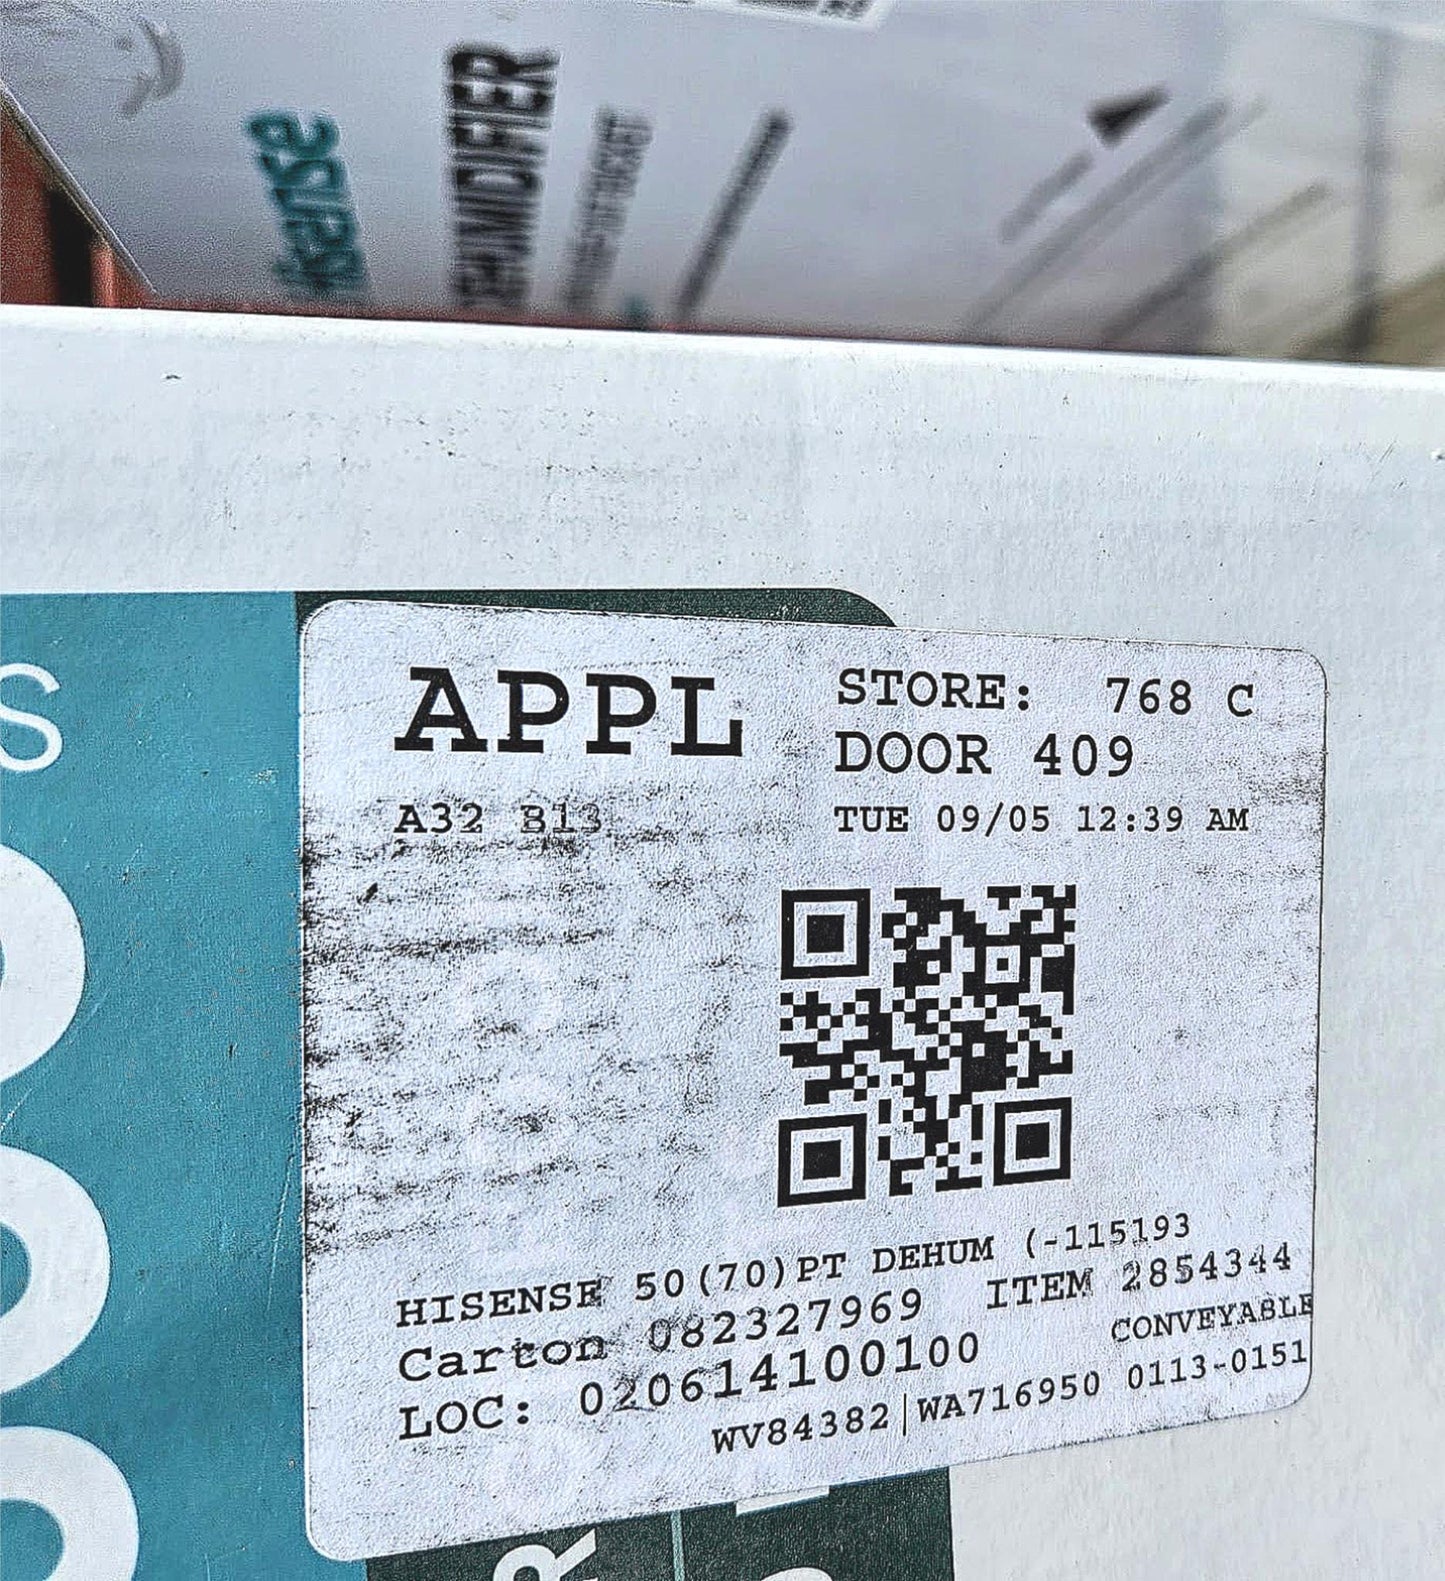 Hisense
DEHUMIDIFIER
S
APPL
STORE: 768 C
DOOR 409
A32 B13
TUE 09/05 12:39 AM
HISENSE 50(70)PT DEHUM (-115193
Carton 082327969 ITEM 2854344
LOC: 020614100100 CONVEYABLE
WV84382|WA716950 0113-0151
R